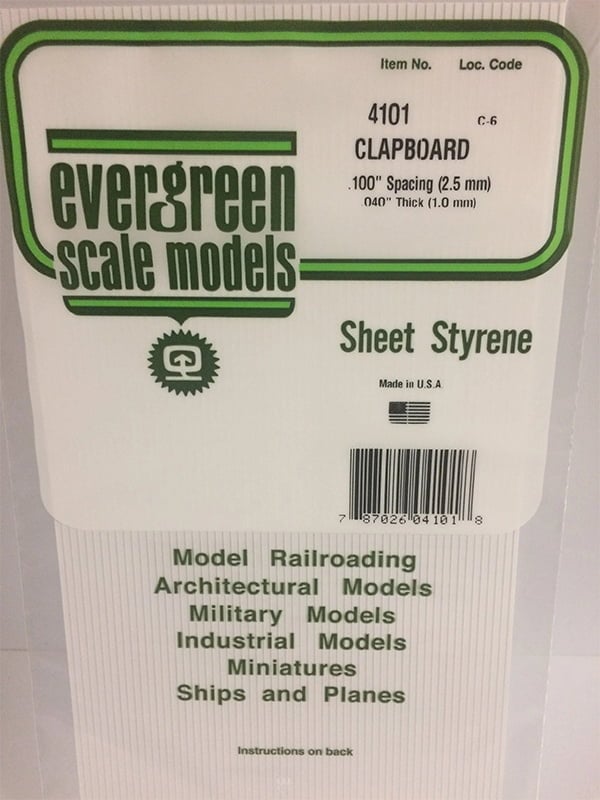 Item No. Loc. Code
4101 C-6
CLAPBOARD
.100" Spacing (2.5 mm)
.040" Thick (1.0 mm)
evergreen
scale models
Sheet Styrene
Made in U.S.A.
7 87026 04101 8
Model Railroading
Architectural Models
Military Models
Industrial Models
Miniatures
Ships and Planes
Instructions on back